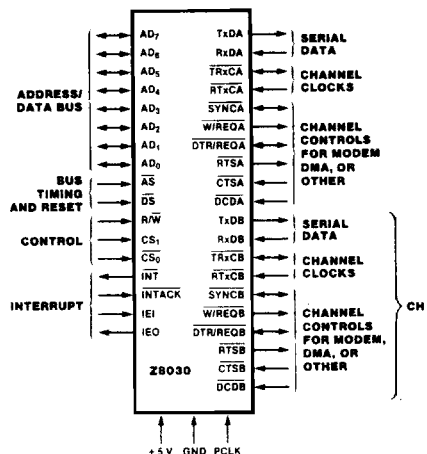 ADDRESS/
DATA BUS
BUS
TIMING
AND RESET
CONTROL
INTERRUPT
AD7
AD6
AD5
AD4
AD3
AD2
AD1
AD0
AS
DS
R/W
CS1
CS0
INT
INTACK
IEI
IEO
TxDA
RxDA
TRxCA
RTxCA
SYNCA
W/REQA
DTR/REQA
RTSA
CTSA
DCDA
TxDB
RxDB
TRxCB
RTxCB
SYNCB
W/REQB
DTR/REQB
RTSB
CTSB
DCDB
Z8030
SERIAL
DATA
CHANNEL
CLOCKS
CHANNEL
CONTROLS
FOR MODEM
DMA, OR
OTHER
SERIAL
DATA
CHANNEL
CLOCKS
CHANNEL
CONTROLS
FOR MODEM,
DMA, OR
OTHER
CH
+5 V GND PCLK